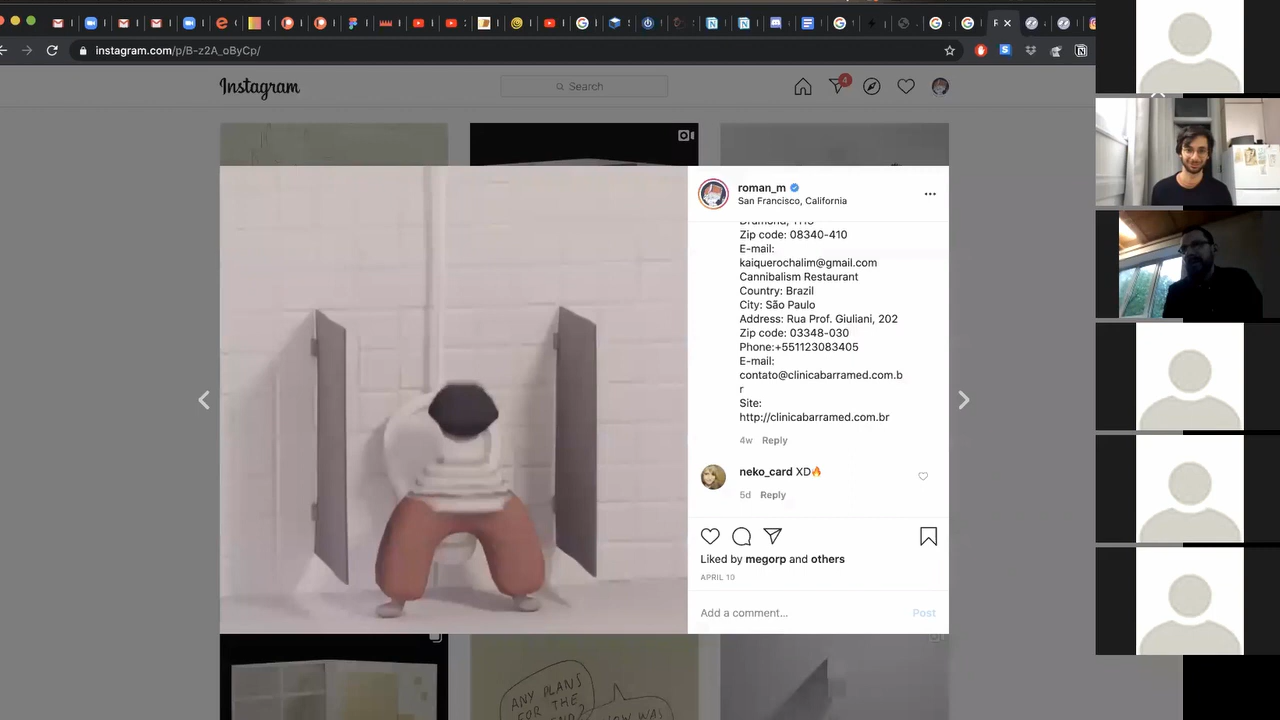 instagram.com/p/B-z2A_oByCp/
Instagram
Search
4
roman_m
San Francisco, California
Zip code: 08340-410
E-mail:
kaiquerochalim@gmail.com
Cannibalism Restaurant
Country: Brazil
City: São Paulo
Address: Rua Prof. Giuliani, 202
Zip code: 03348-030
Phone:+551123083405
E-mail:
contato@clinicabarramed.com.b
r
Site:
http://clinicabarramed.com.br
4w Reply
neko_card XD🔥
5d Reply
Liked by megorp and others
APRIL 10
Add a comment... Post
ANY PLANS
FOR THE